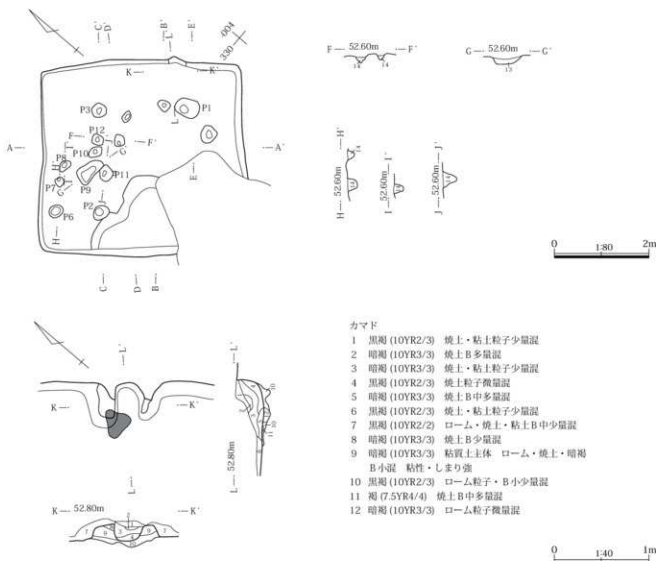 C′
D′
B′
L′
E′
-004
330
K
K′
P3
P1
L
P12
F
F′
P10
G′
A
A′
H′
P8
P11
P9
E
P7
G
P2
P6
H
C
D
B
F 52.60m F′
14 14
G 52.60m G′
13
H′
14
14
52.60m
H
I′
14
52.60m
I
J′
14
52.60m
J
0 1:80 2m
L′
K
K′
L
L′
52.80m
L
K 52.80m K′
カマド
1 黒褐 (10YR2/3) 焼土・粘土粒子少量混
2 暗褐 (10YR3/3) 焼土B多量混
3 暗褐 (10YR3/3) 焼土・粘土粒子少量混
4 黒褐 (10YR2/3) 焼土粒子微量混
5 暗褐 (10YR3/3) 焼土B中多量混
6 黒褐 (10YR2/3) 焼土・粘土粒子少量混
7 黒褐 (10YR2/2) ローム・焼土・粘土B中少量混
8 暗褐 (10YR3/3) 焼土B少量混
9 暗褐 (10YR3/3) 粘質土主体 ローム・焼土・暗褐
B小混 粘性・しまり強
10 黒褐 (10YR2/3) ローム粒子・B小少量混
11 褐 (7.5YR4/4) 焼土B中多量混
12 暗褐 (10YR3/3) ローム粒子微量混
0 1:40 1m